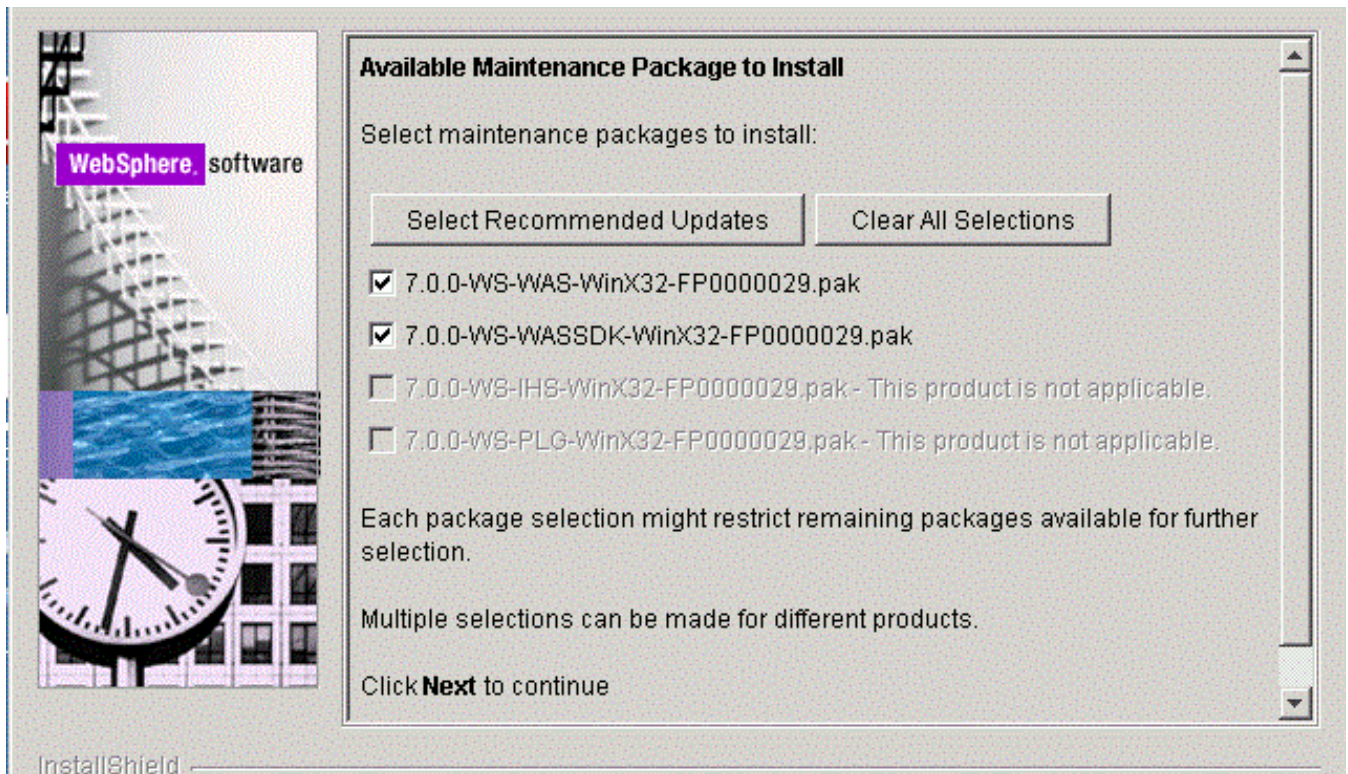 Available Maintenance Package to Install
Select maintenance packages to install:
WebSphere. software
Select Recommended Updates Clear All Selections
7.0.0-WS-WAS-WinX32-FP0000029.pak
7.0.0-WS-WASSDK-WinX32-FP0000029.pak
7.0.0-WS-IHS-WinX32-FP0000029.pak - This product is not applicable.
7.0.0-WS-PLG-WinX32-FP0000029.pak - This product is not applicable.
Each package selection might restrict remaining packages available for further
selection.
Multiple selections can be made for different products.
Click Next to continue
InstallShield